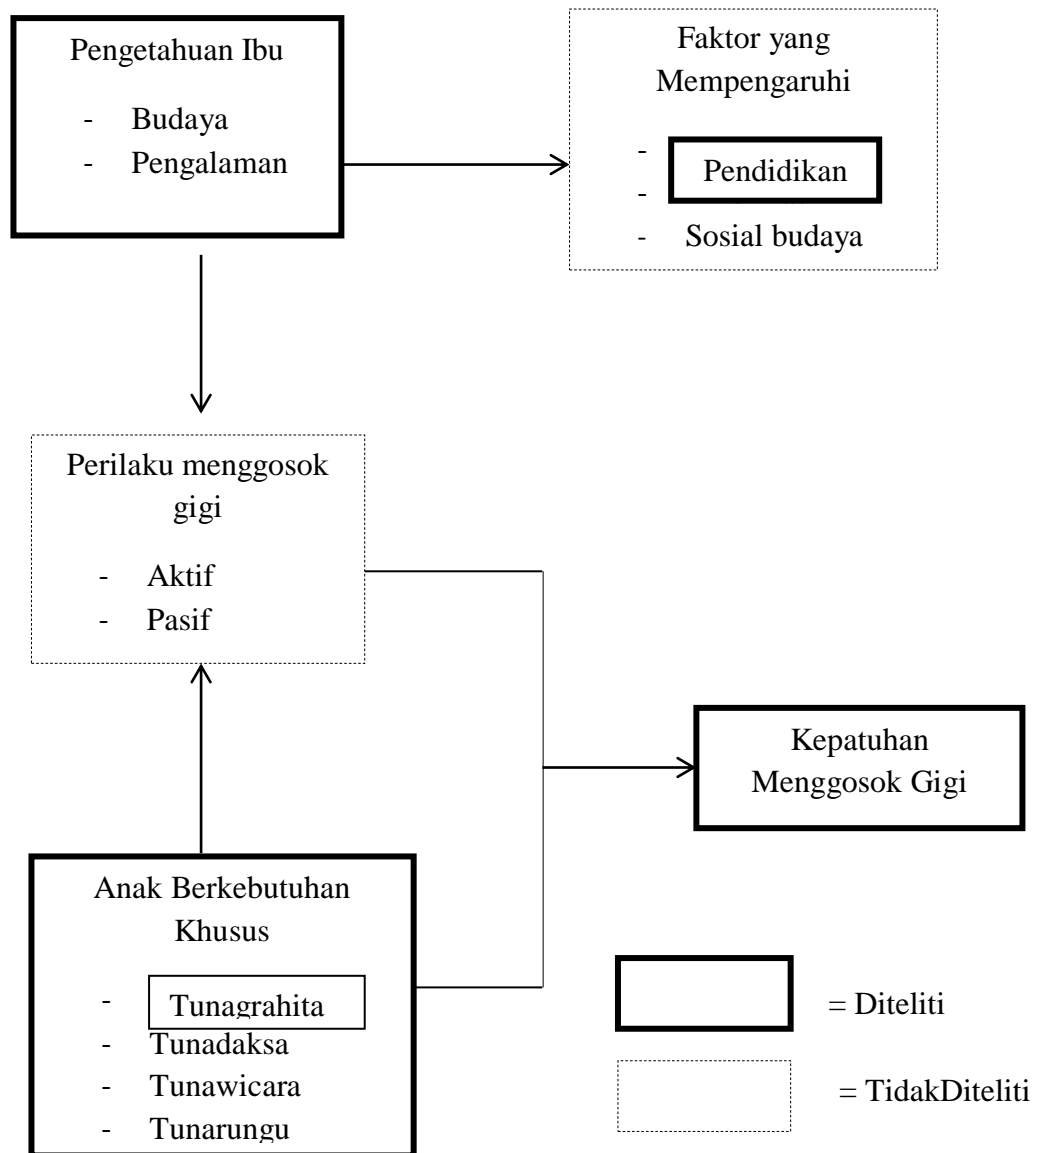 Pengetahuan Ibu
- Budaya
- Pengalaman
Faktor yang
Mempengaruhi
- Pendidikan
-
- Sosial budaya
Perilaku menggosok
gigi
- Aktif
- Pasif
Kepatuhan
Menggosok Gigi
Anak Berkebutuhan
Khusus
- Tunagrahita
- Tunadaksa
- Tunawicara
- Tunarungu
= Diteliti
= TidakDiteliti